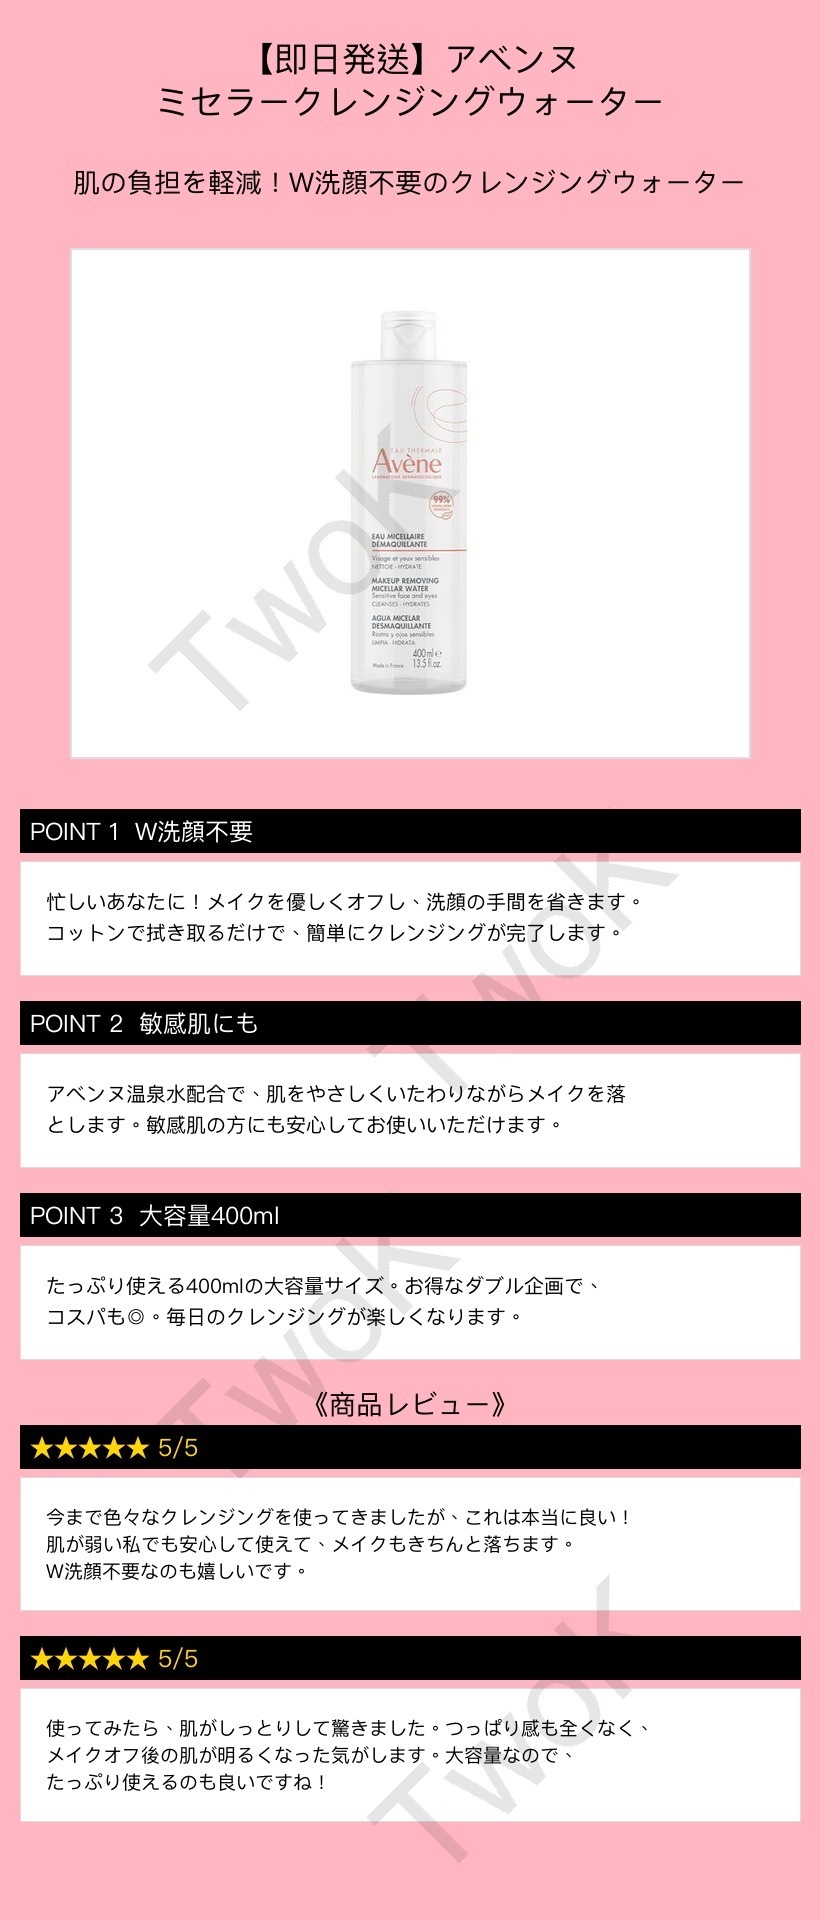 【即日発送】アベンヌ
ミセラークレンジングウォーター
肌の負担を軽減！W洗顔不要のクレンジングウォーター
EAU THERMALE
Avène
LABORATOIRE DERMATOLOGIQUE
99%
EAU MICELLAIRE
DÉMAQUILLANTE
Visage et yeux sensibles
NETTOIE - HYDRATE
MAKEUP REMOVING
MICELLAR WATER
Sensitive face and eyes
CLEANSES - HYDRATES
AGUA MICELAR
DESMAQUILLANTE
Rostro y ojos sensibles
LIMPIA - HIDRATA
400 ml ℮
Made in France 13.5 fl.oz.
Twok
POINT 1 W洗顔不要
忙しいあなたに！メイクを優しくオフし、洗顔の手間を省きます。
コットンで拭き取るだけで、簡単にクレンジングが完了します。
Twok
POINT 2 敏感肌にも
アベンヌ温泉水配合で、肌をやさしくいたわりながらメイクを落
とします。敏感肌の方にも安心してお使いいただけます。
POINT 3 大容量400ml
たっぷり使える400mlの大容量サイズ。お得なダブル企画で、
コスパも◎。毎日のクレンジングが楽しくなります。
Twok
《商品レビュー》
★★★★★ 5/5
今まで色々なクレンジングを使ってきましたが、これは本当に良い！
肌が弱い私でも安心して使えて、メイクもきちんと落ちます。
W洗顔不要なのも嬉しいです。
★★★★★ 5/5
使ってみたら、肌がしっとりして驚きました。つっぱり感も全くなく、
メイクオフ後の肌が明るくなった気がします。大容量なので、
たっぷり使えるのも良いですね！
Twok